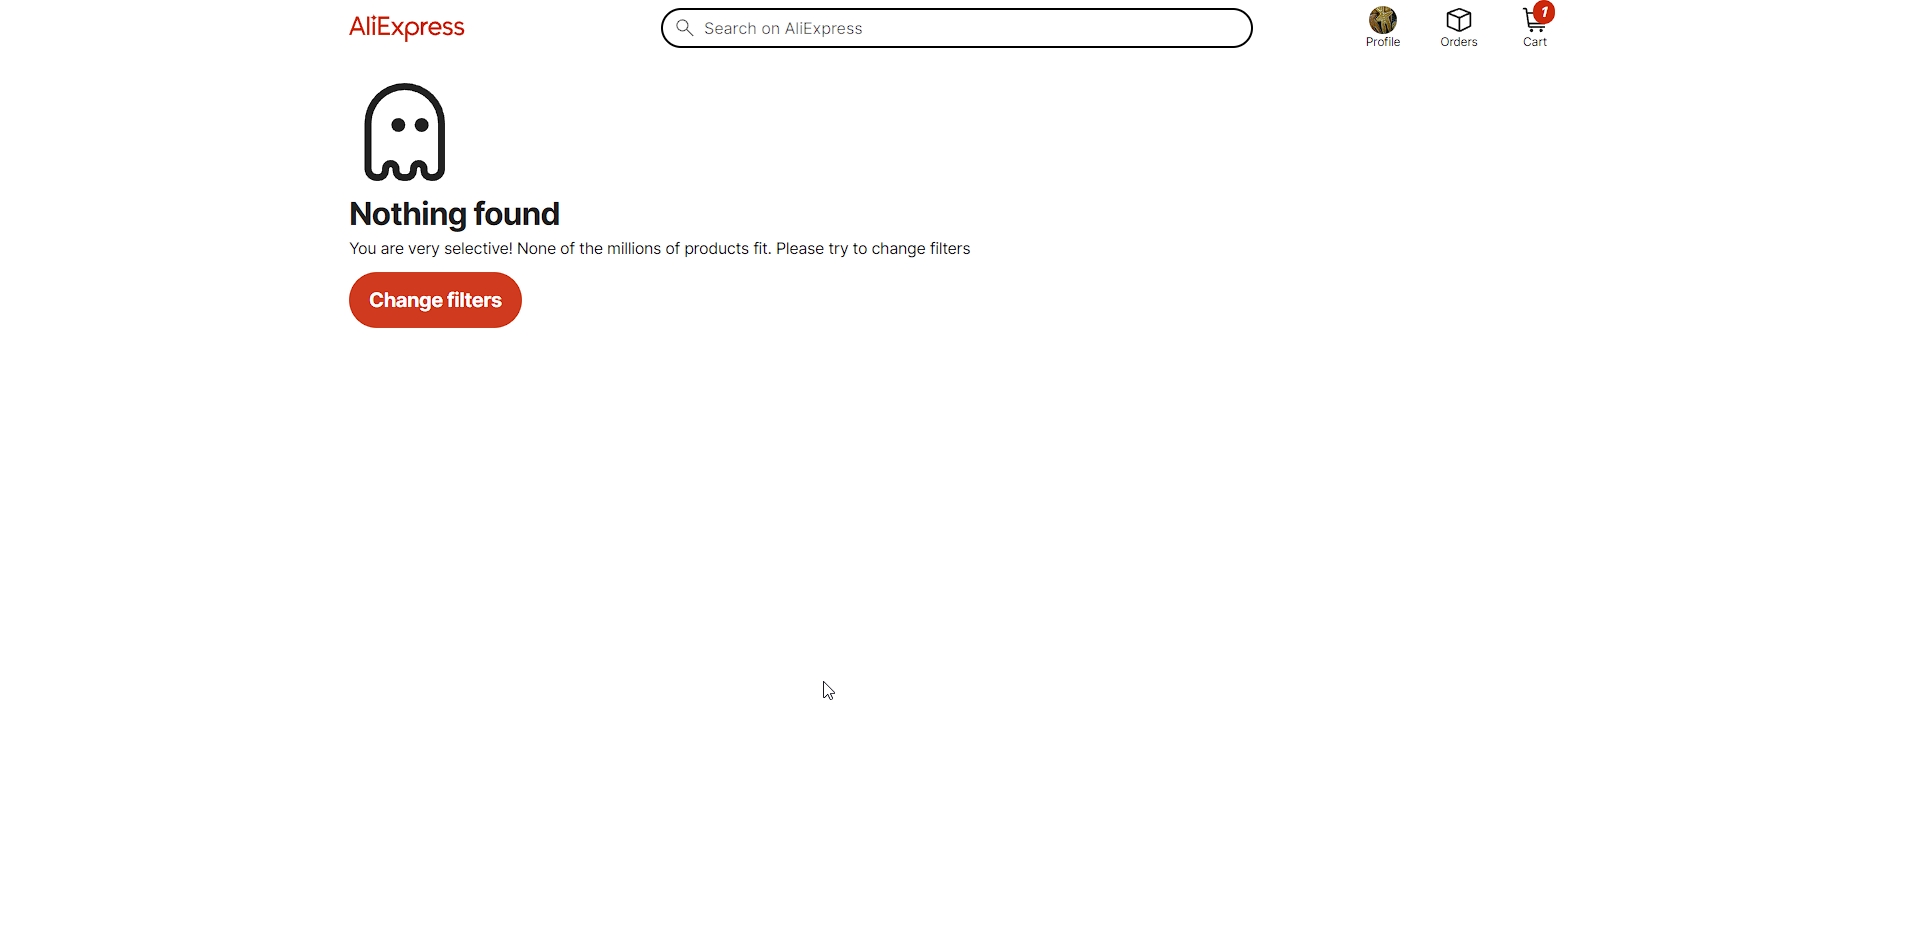 AliExpress
Search on AliExpress
Profile
Orders
1
Cart
Nothing found
You are very selective! None of the millions of products fit. Please try to change filters
Change filters